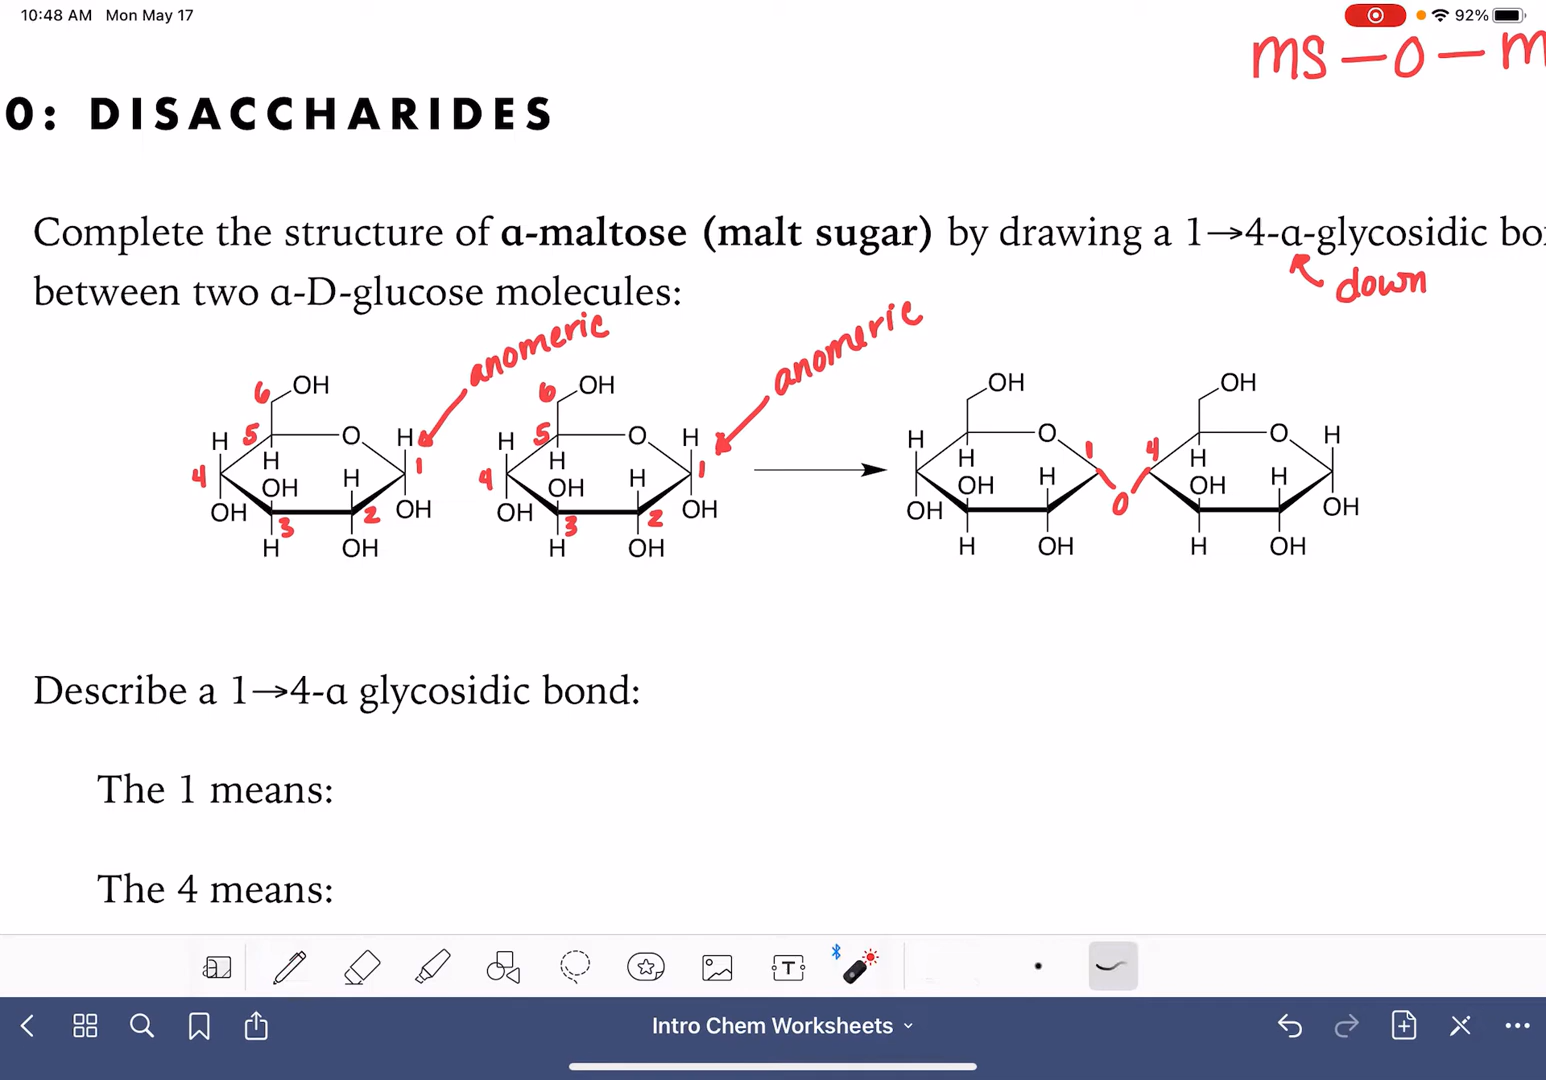 10:48 AM Mon May 17
92%
ms – O – m
0: DISACCHARIDES
Complete the structure of α-maltose (malt sugar) by drawing a 1→4-α-glycosidic bo
between two α-D-glucose molecules:
down
anomeric
anomeric
6 OH
H 5 O H
4 H 1
OH H
OH 3 2 OH
H OH
6 OH
H 5 O H
4 H 1
OH H
OH 3 2 OH
H OH
OH
H O 1
H
OH H
OH O
H OH
OH
4 O H
H
OH H
OH
H OH
Describe a 1→4-α glycosidic bond:
The 1 means:
The 4 means:
T
Intro Chem Worksheets